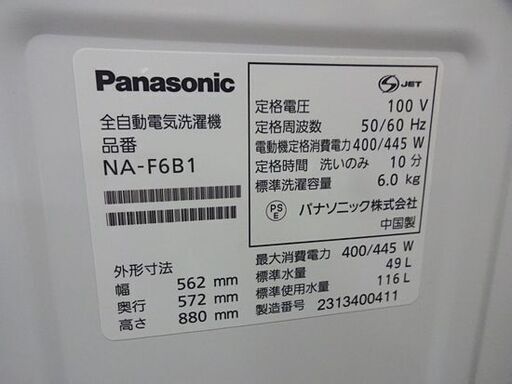 Panasonic
全自動電気洗濯機
品番
NA-F6B1
外形寸法
幅 562 mm
奥行 572 mm
高さ 880 mm
S JET
定格電圧 100 V
定格周波数 50/60 Hz
電動機定格消費電力 400/445 W
定格時間 洗いのみ 10 分
標準洗濯容量 6.0 kg
PS E パナソニック株式会社
中国製
最大消費電力 400/445 W
標準水量 49 L
標準使用水量 116 L
製造番号 2313400411